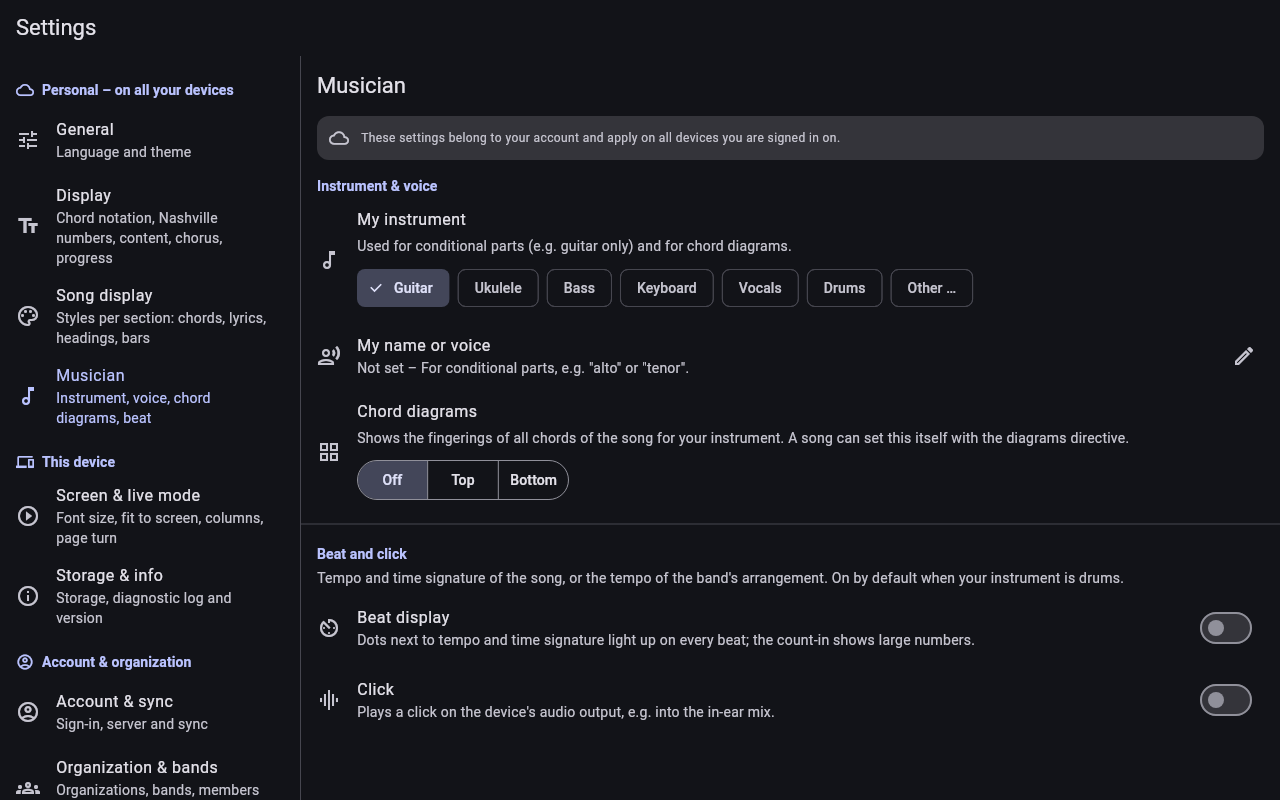 Settings
Personal – on all your devices
General
Language and theme
Display
Chord notation, Nashville
numbers, content, chorus,
progress
Song display
Styles per section: chords, lyrics,
headings, bars
Musician
Instrument, voice, chord
diagrams, beat
This device
Screen & live mode
Font size, fit to screen, columns,
page turn
Storage & info
Storage, diagnostic log and
version
Account & organization
Account & sync
Sign-in, server and sync
Organization & bands
Organizations, bands, members
Musician
These settings belong to your account and apply on all devices you are signed in on.
Instrument & voice
My instrument
Used for conditional parts (e.g. guitar only) and for chord diagrams.
Guitar Ukulele Bass Keyboard Vocals Drums Other …
My name or voice
Not set – For conditional parts, e.g. "alto" or "tenor".
Chord diagrams
Shows the fingerings of all chords of the song for your instrument. A song can set this itself with the diagrams directive.
Off Top Bottom
Beat and click
Tempo and time signature of the song, or the tempo of the band's arrangement. On by default when your instrument is drums.
Beat display
Dots next to tempo and time signature light up on every beat; the count-in shows large numbers.
Click
Plays a click on the device's audio output, e.g. into the in-ear mix.